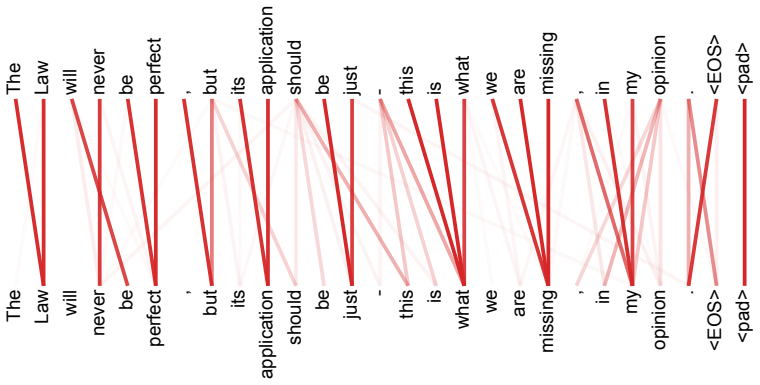 The Law will never be perfect , but its application should be just - this is what we are missing , in my opinion . <EOS> <pad>
The Law will never be perfect , but its application should be just - this is what we are missing , in my opinion . <EOS> <pad>